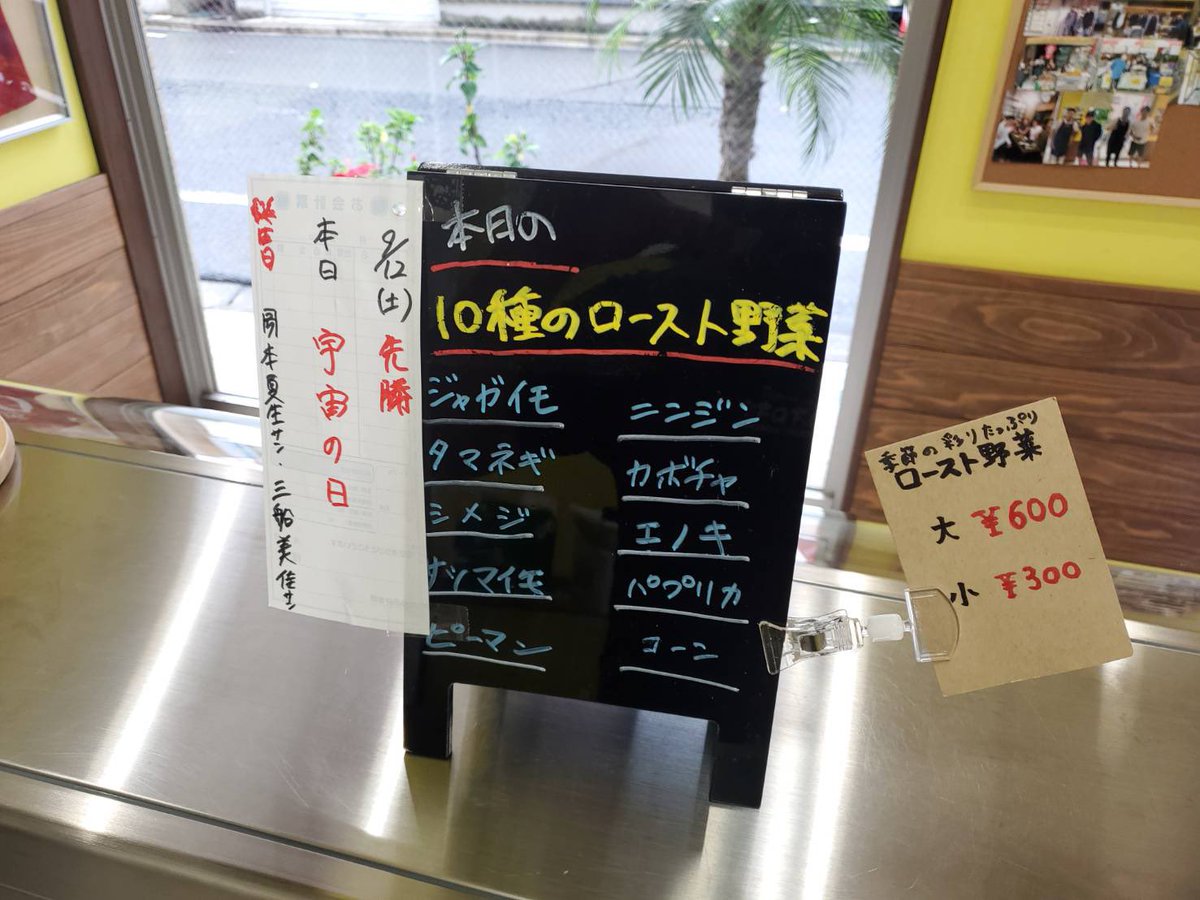 9/12(土) 先勝
本日 宇宙の日
誕生日 岡本夏生サン、三船美佳サン
本日の
10種のロースト野菜
ジャガイモ
タマネギ
シメジ
サツマイモ
ピーマン
ニンジン
カボチャ
エノキ
パプリカ
コーン
季節の彩りたっぷり
ロースト野菜
大 ¥600
小 ¥300